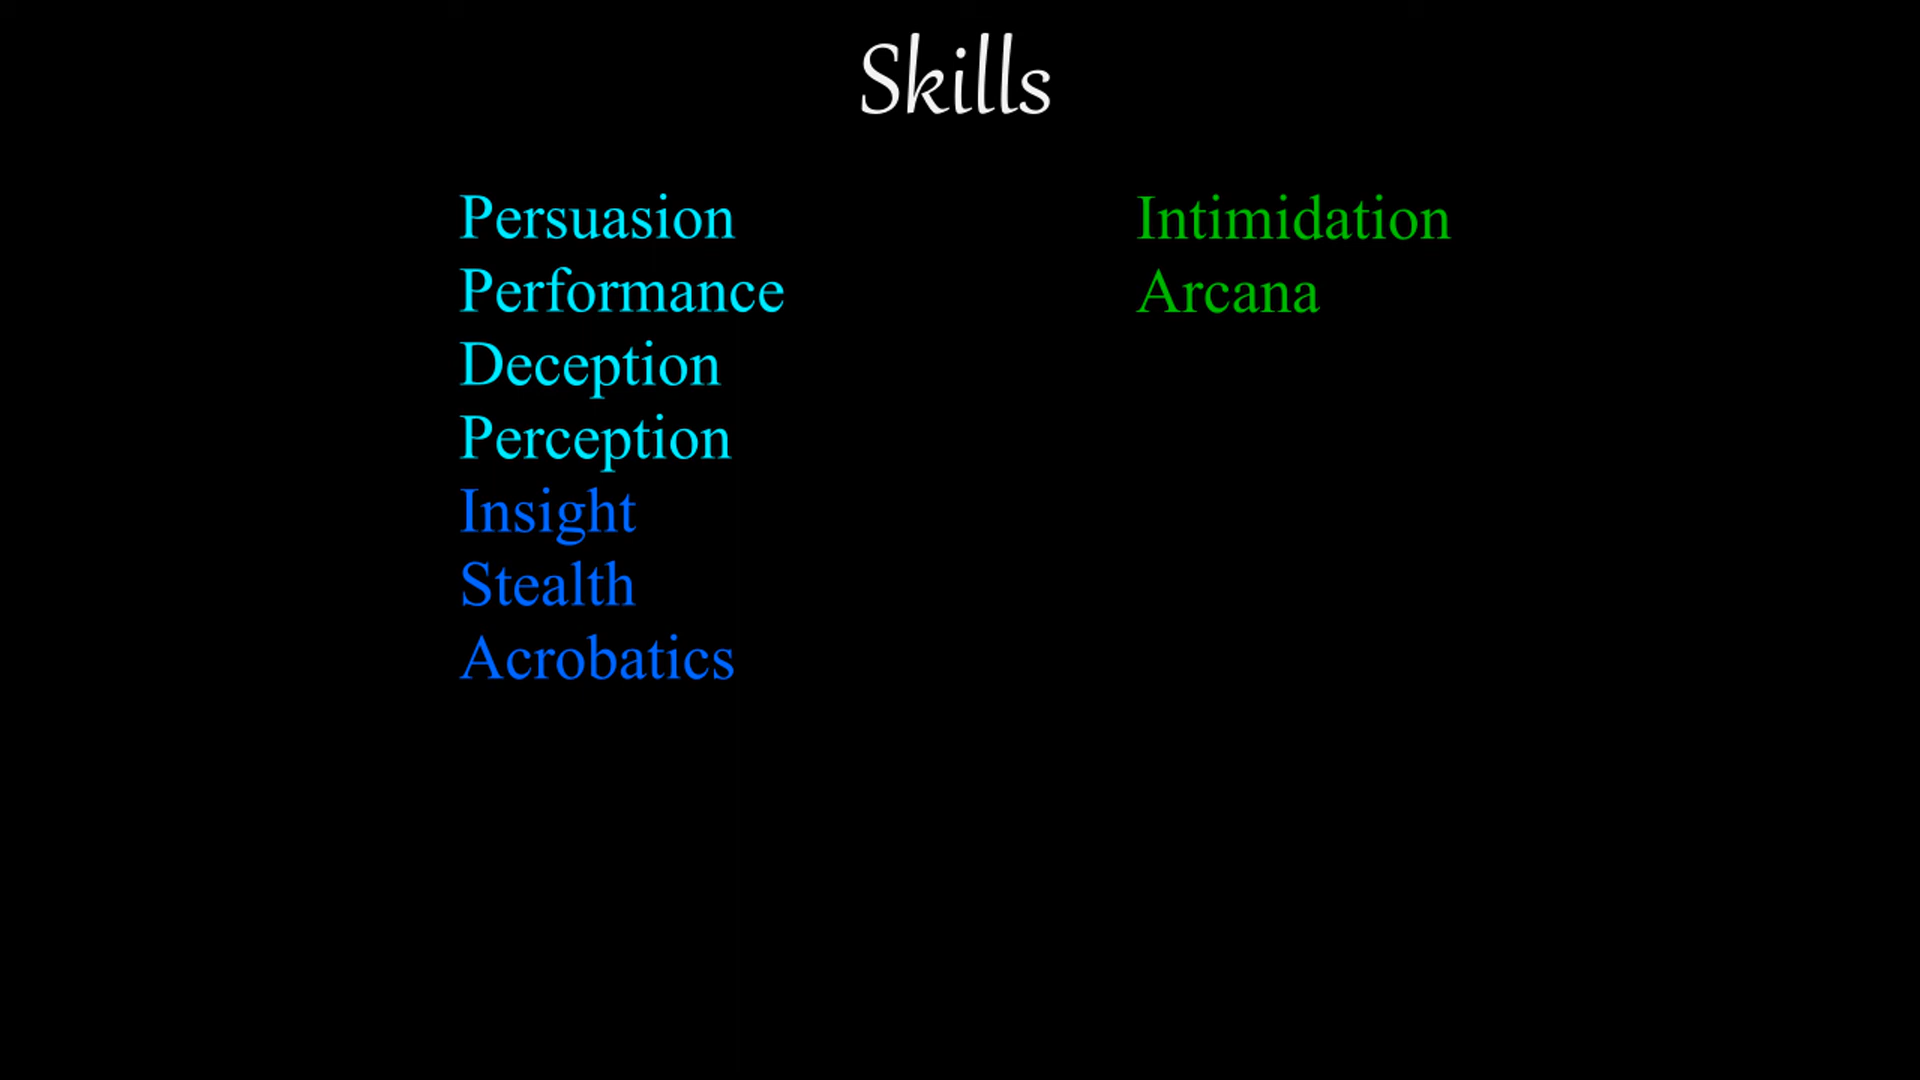 Skills
Persuasion
Performance
Deception
Perception
Insight
Stealth
Acrobatics
Intimidation
Arcana